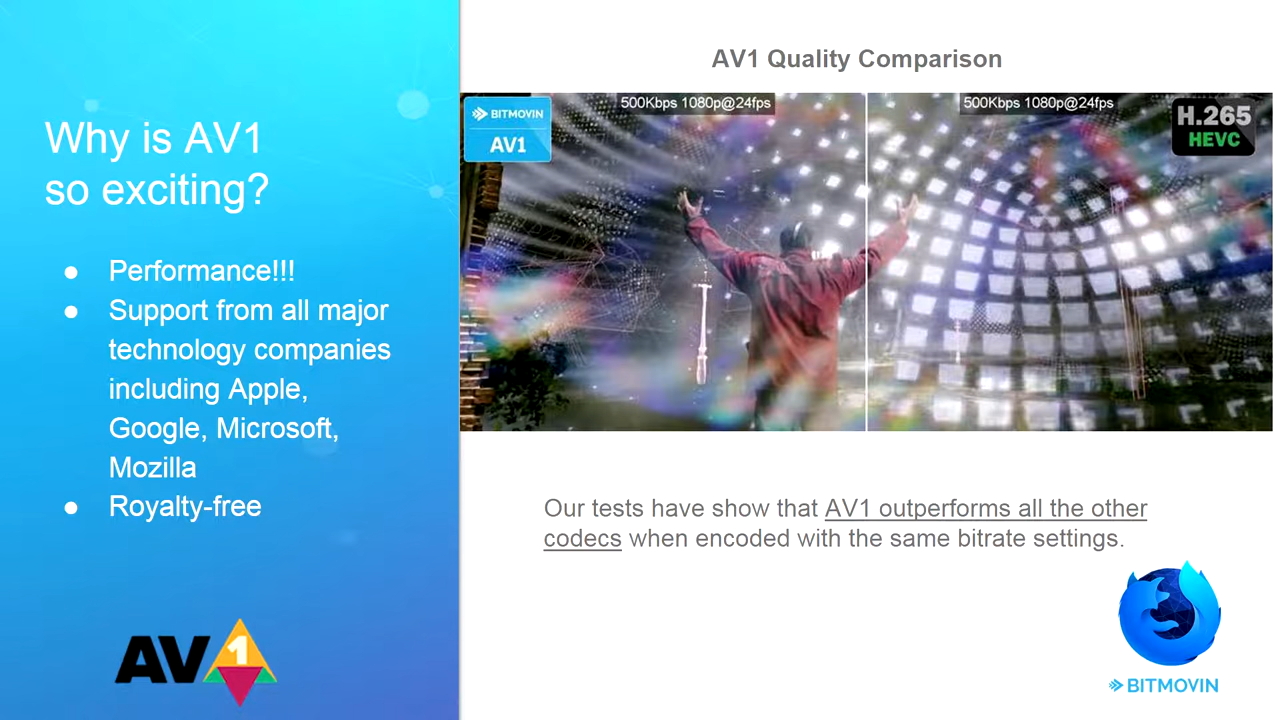 Why is AV1
so exciting?
● Performance!!!
● Support from all major
technology companies
including Apple,
Google, Microsoft,
Mozilla
● Royalty-free
AV1
AV1 Quality Comparison
BITMOVIN
AV1
500Kbps 1080p@24fps
500Kbps 1080p@24fps
H.265
HEVC
Our tests have show that AV1 outperforms all the other
codecs when encoded with the same bitrate settings.
BITMOVIN